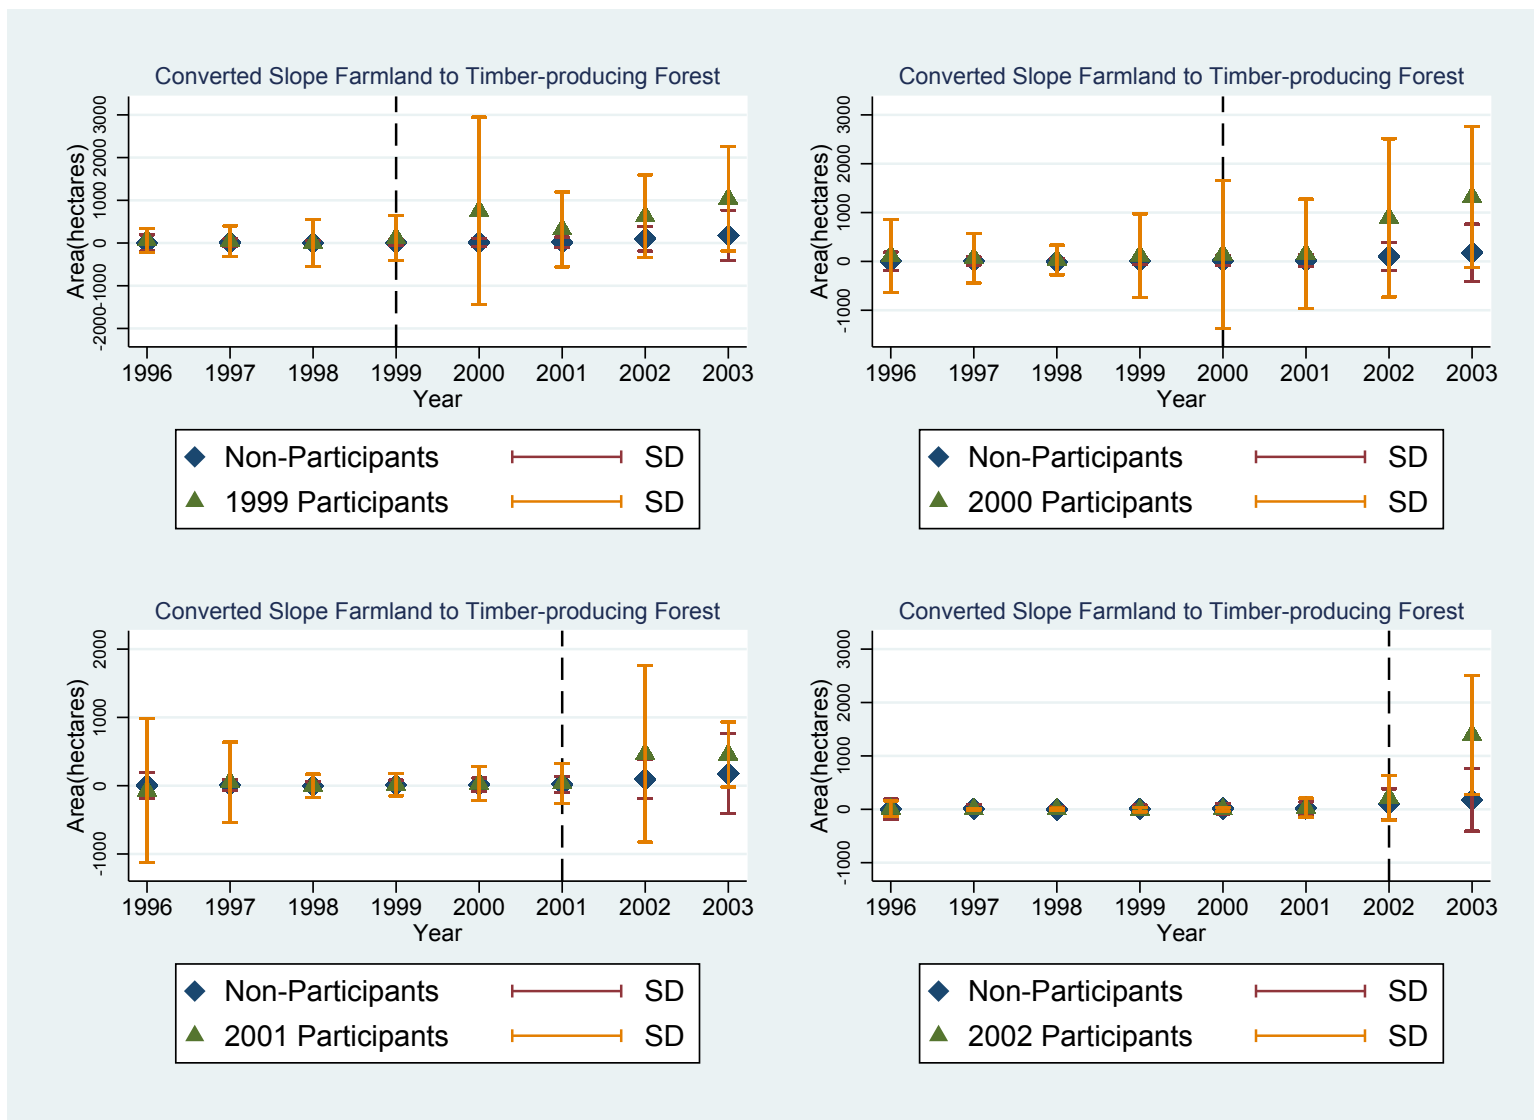 Converted Slope Farmland to Timber-producing Forest
Area(hectares)
3000
2000
1000
0
-1000
-2000
1996 1997 1998 1999 2000 2001 2002 2003
Year
Non-Participants SD
1999 Participants SD
Converted Slope Farmland to Timber-producing Forest
Area(hectares)
3000
2000
1000
0
-1000
1996 1997 1998 1999 2000 2001 2002 2003
Year
Non-Participants SD
2000 Participants SD
Converted Slope Farmland to Timber-producing Forest
Area(hectares)
2000
1000
0
-1000
1996 1997 1998 1999 2000 2001 2002 2003
Year
Non-Participants SD
2001 Participants SD
Converted Slope Farmland to Timber-producing Forest
Area(hectares)
3000
2000
1000
0
-1000
1996 1997 1998 1999 2000 2001 2002 2003
Year
Non-Participants SD
2002 Participants SD